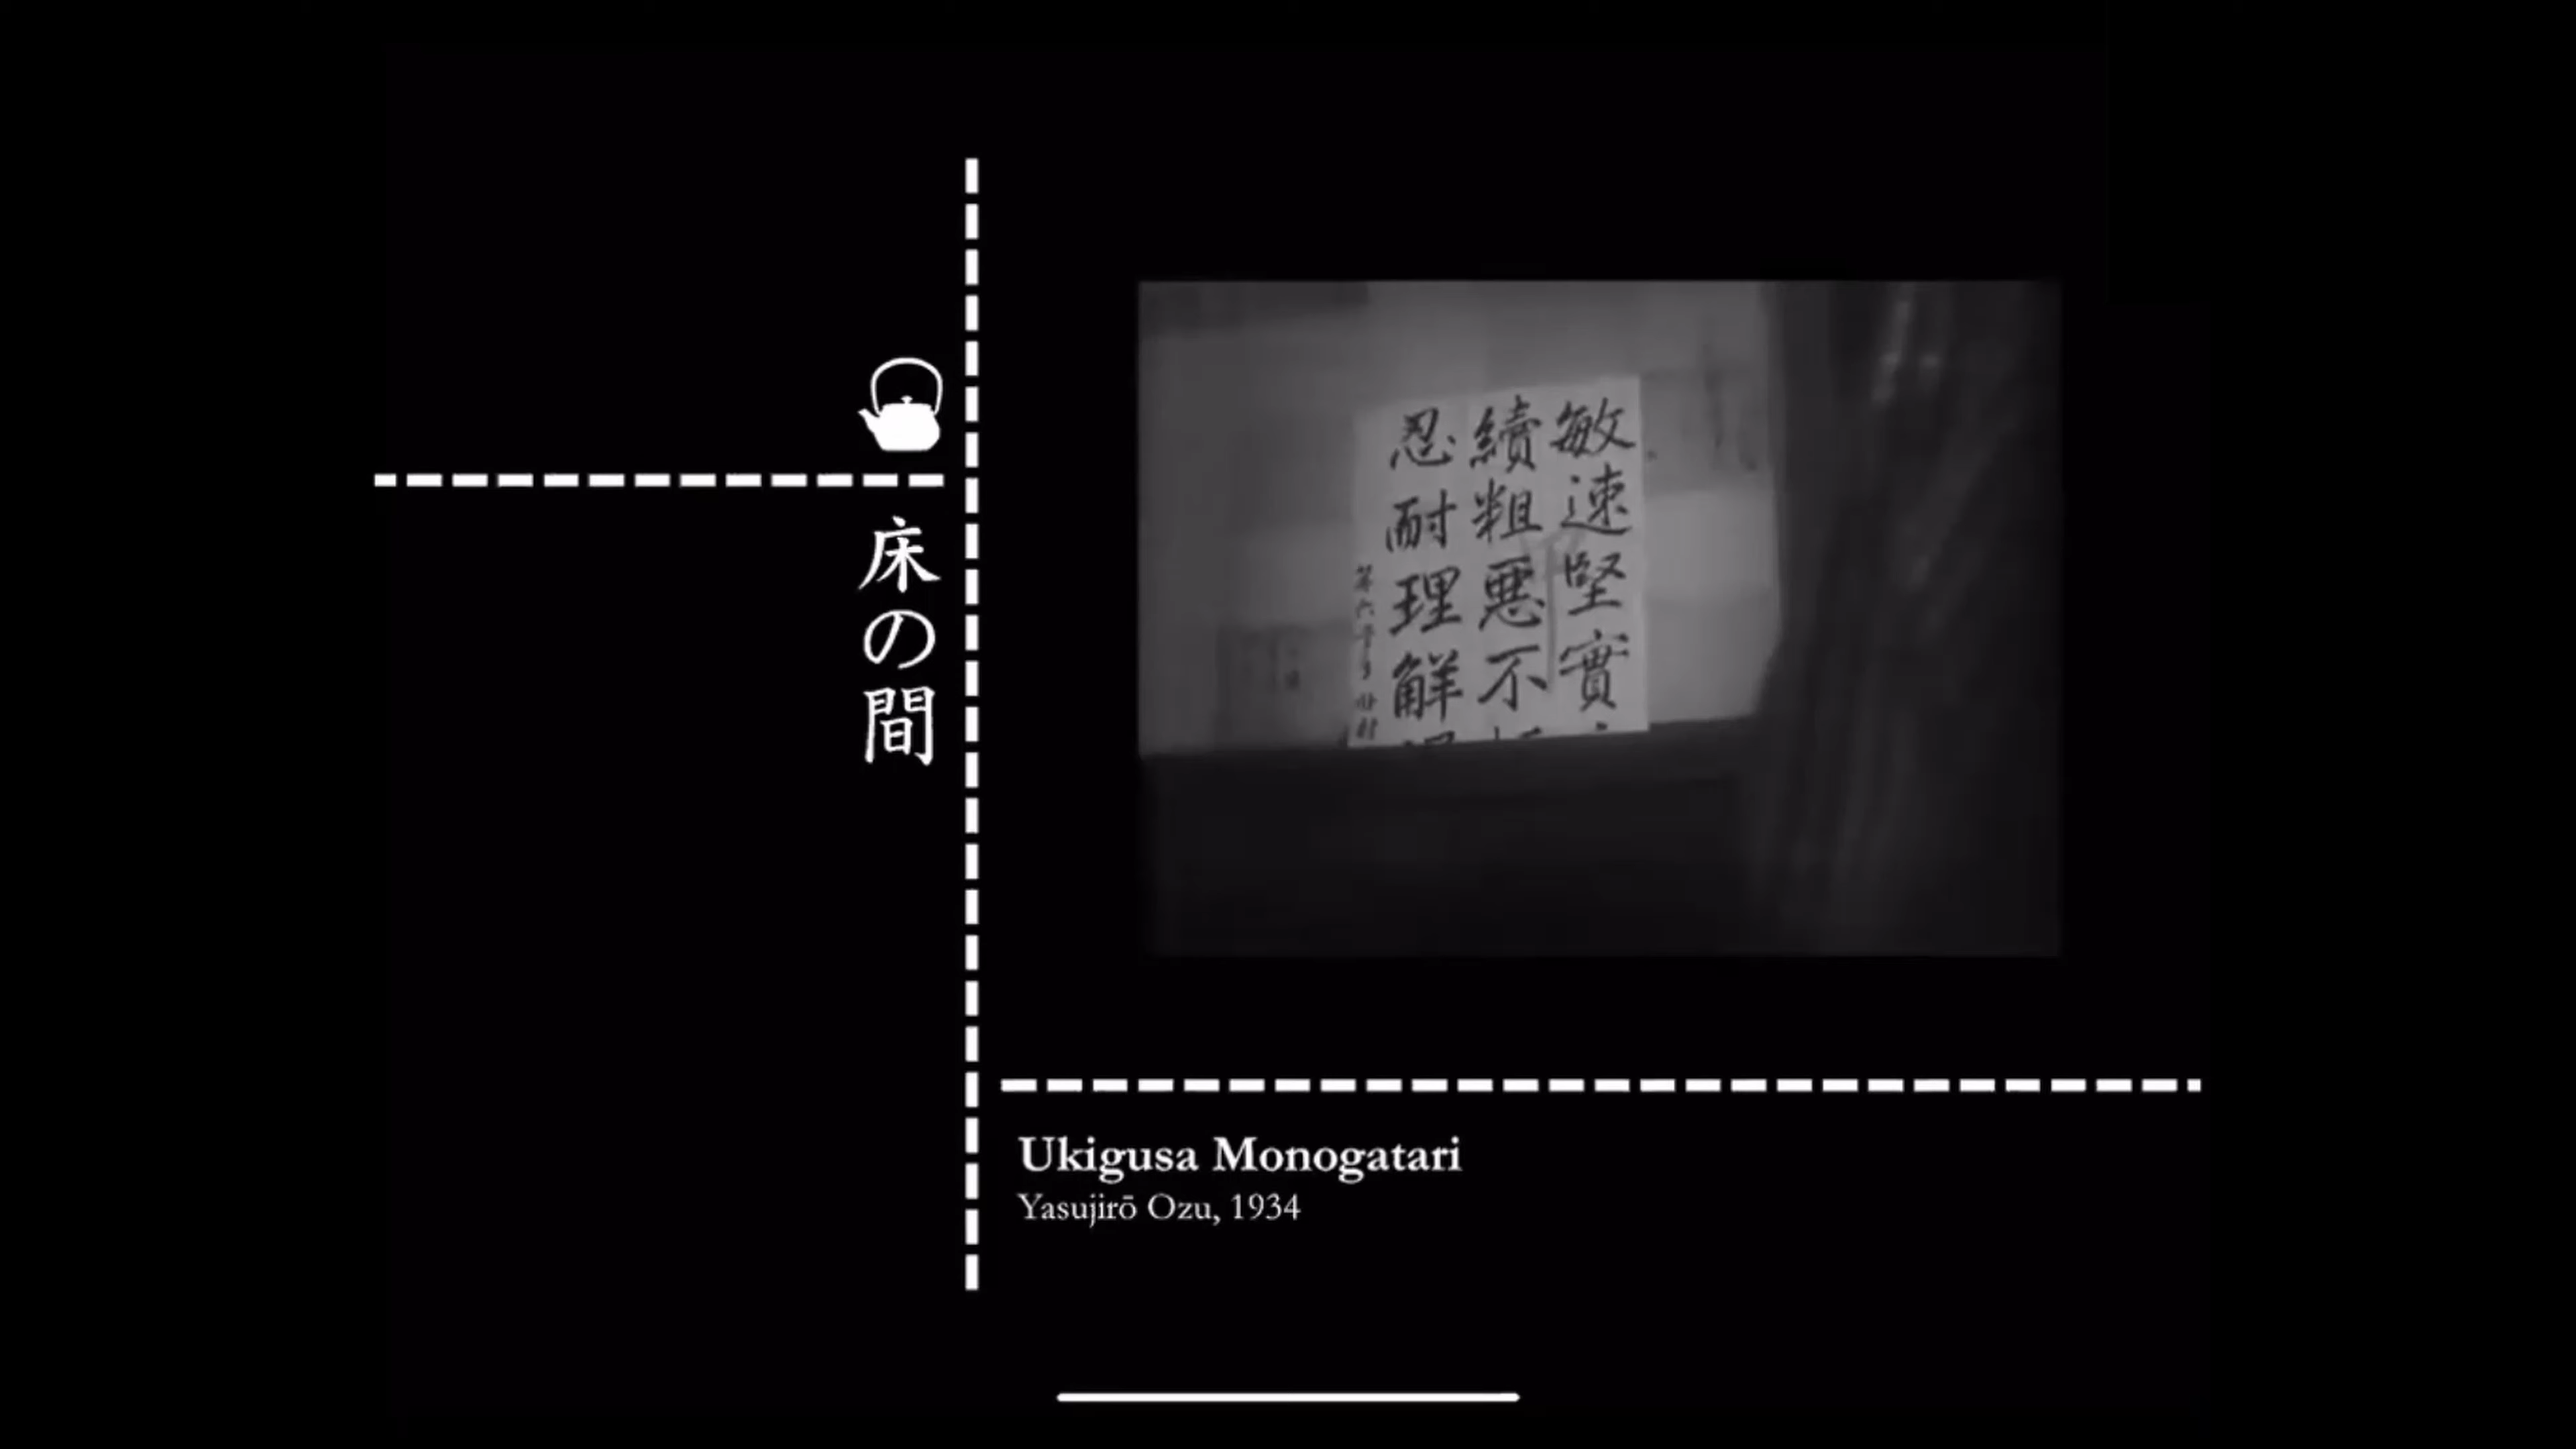 床の間
敏速堅實
續粗悪不
忍耐理解
Ukigusa Monogatari
Yasujirō Ozu, 1934